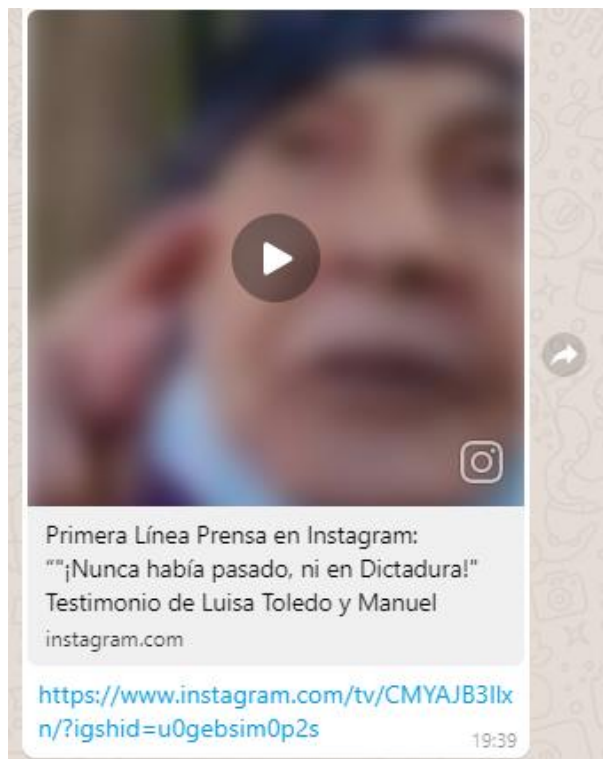 Primera Línea Prensa en Instagram:
"“¡Nunca había pasado, ni en Dictadura!"
Testimonio de Luisa Toledo y Manuel
instagram.com
https://www.instagram.com/tv/CMYAJB3Ilx
n/?igshid=u0gebsim0p2s
19:39